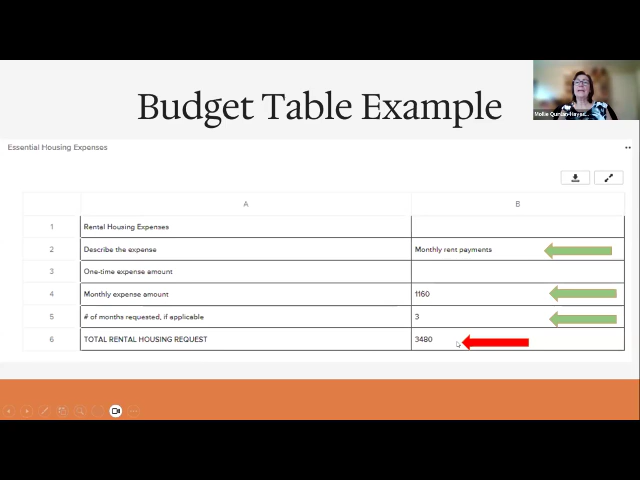 Budget Table Example
Essential Housing Expenses
A B
1 Rental Housing Expenses
2 Describe the expense Monthly rent payments
3 One-time expense amount
4 Monthly expense amount 1160
5 # of months requested, if applicable 3
6 TOTAL RENTAL HOUSING REQUEST 3480